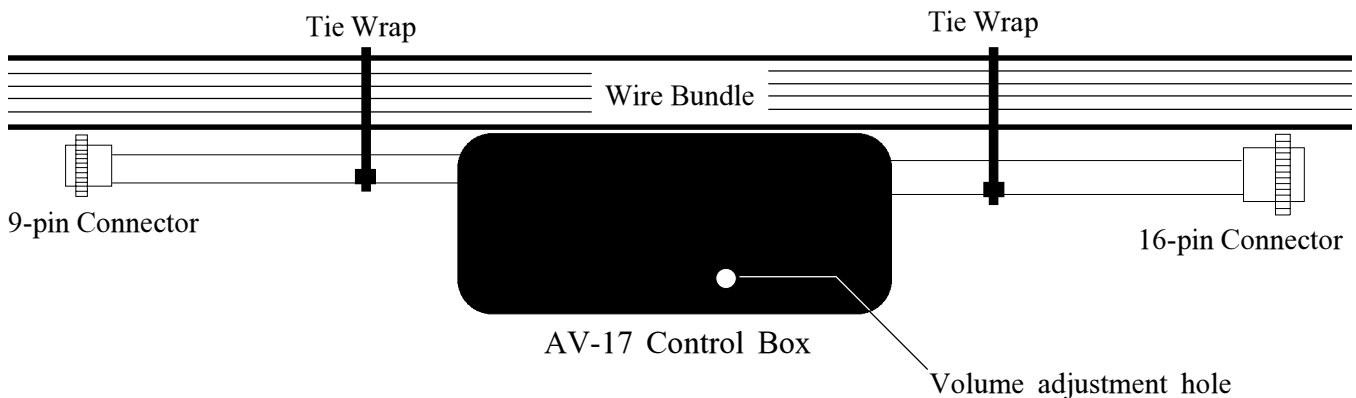 Tie Wrap
Tie Wrap
Wire Bundle
9-pin Connector
16-pin Connector
AV-17 Control Box
Volume adjustment hole